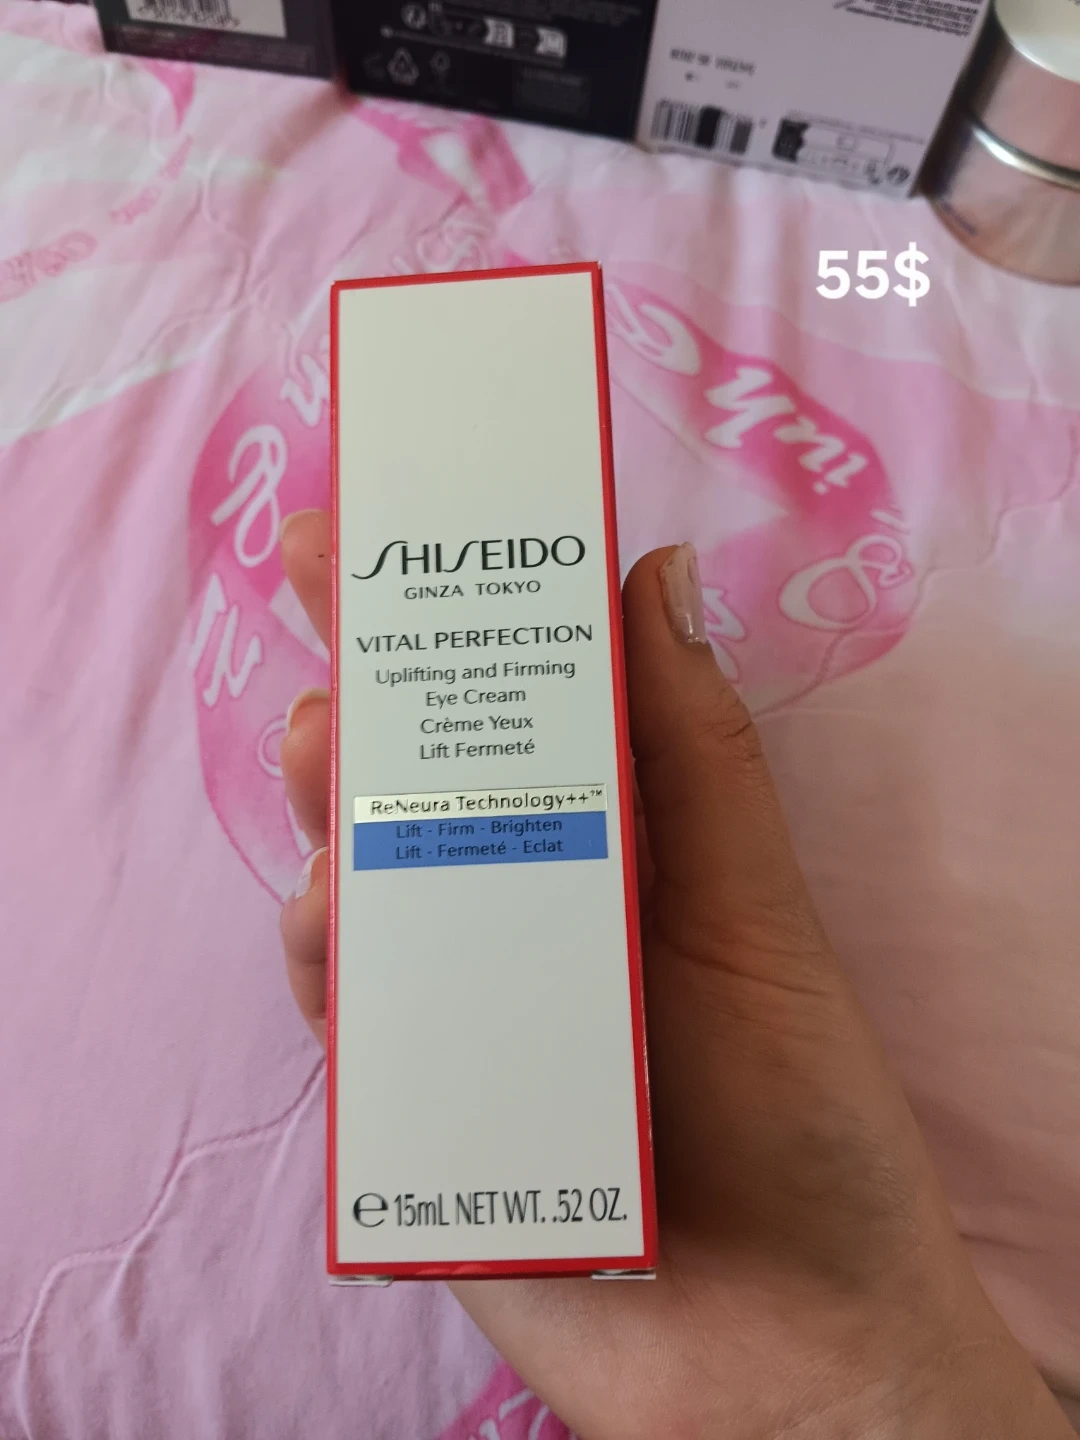 55$
SHISEIDO
GINZA TOKYO
VITAL PERFECTION
Uplifting and Firming
Eye Cream
Crème Yeux
Lift Fermeté
ReNeura Technology++™
Lift - Firm - Brighten
Lift - Fermeté - Eclat
℮ 15mL NET WT. .52 OZ.